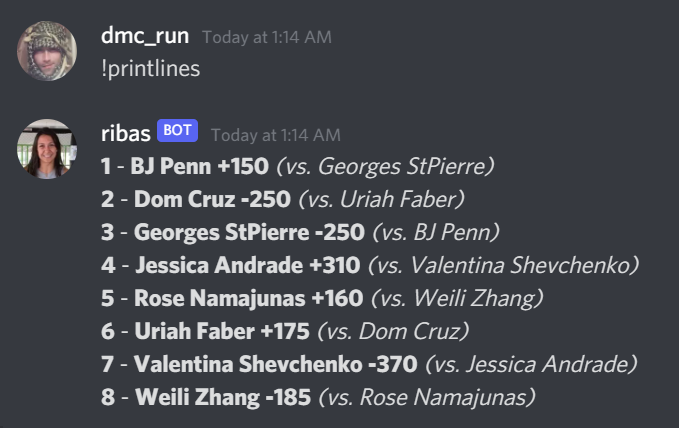 dmc_run Today at 1:14 AM
!printlines
ribas BOT Today at 1:14 AM
1 - BJ Penn +150 (vs. Georges StPierre)
2 - Dom Cruz -250 (vs. Uriah Faber)
3 - Georges StPierre -250 (vs. BJ Penn)
4 - Jessica Andrade +310 (vs. Valentina Shevchenko)
5 - Rose Namajunas +160 (vs. Weili Zhang)
6 - Uriah Faber +175 (vs. Dom Cruz)
7 - Valentina Shevchenko -370 (vs. Jessica Andrade)
8 - Weili Zhang -185 (vs. Rose Namajunas)